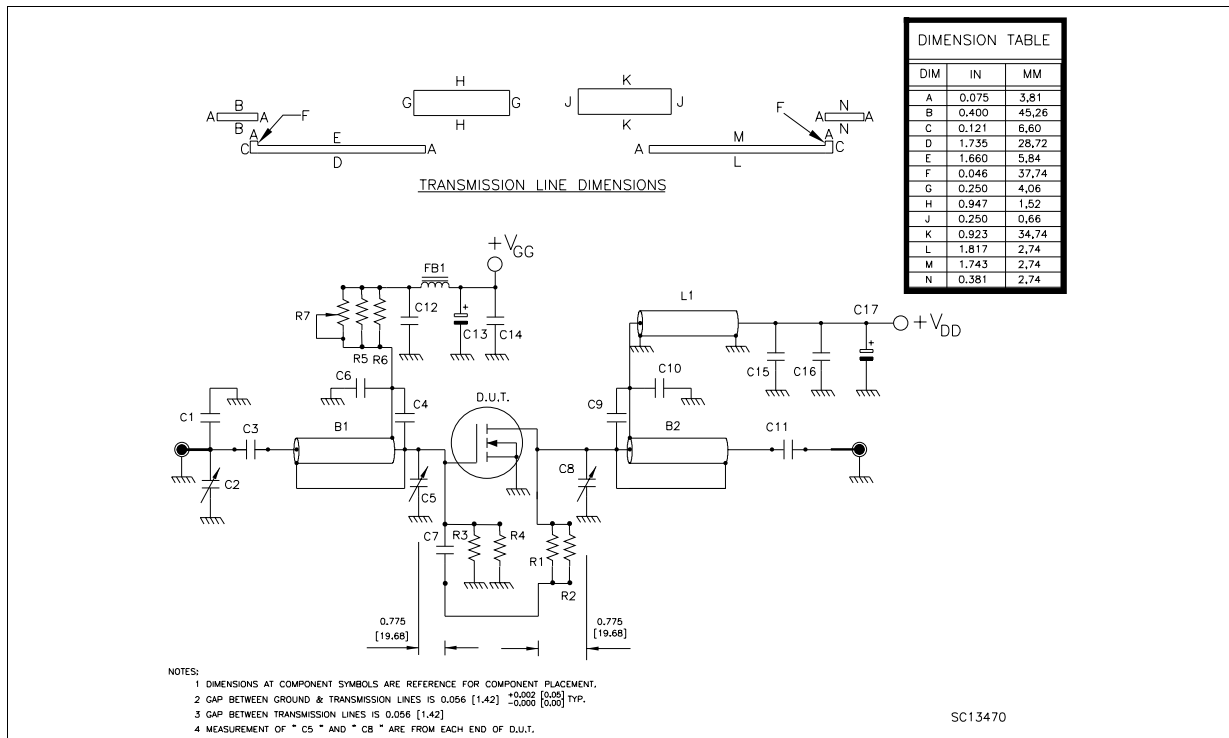 DIMENSION TABLE
DIM IN MM
A 0.075 3,81
B 0.400 45,26
C 0.121 6,60
D 1.735 28,72
E 1.660 5,84
F 0.046 37,74
G 0.250 4,06
H 0.947 1,52
J 0.250 0,66
K 0.923 34,74
L 1.817 2,74
M 1.743 2,74
N 0.381 2,74
H
K
B
A A
B
F
G G
H
J J
K
F
N
A A
N
A
E
C A
D
M
A
A C
L
TRANSMISSION LINE DIMENSIONS
+VGG
FB1
R7
R5 R6
C12
+
C13
C14
L1
C17
+
+VDD
C15
C16
C6
C4
D.U.T.
C9
C10
C1
C3
B1
B2
C11
C2
C5
C8
C7
R3
R4
R1
R2
0.775
[19.68]
0.775
[19.68]
NOTES:
1 DIMENSIONS AT COMPONENT SYMBOLS ARE REFERENCE FOR COMPONENT PLACEMENT.
2 GAP BETWEEN GROUND & TRANSMISSION LINES IS 0.056 [1.42] +0.002 [0.05] -0.000 [0.00] TYP.
3 GAP BETWEEN TRANSMISSION LINES IS 0.056 [1.42]
4 MEASUREMENT OF " C5 " AND " C8 " ARE FROM EACH END OF D.U.T.
SC13470